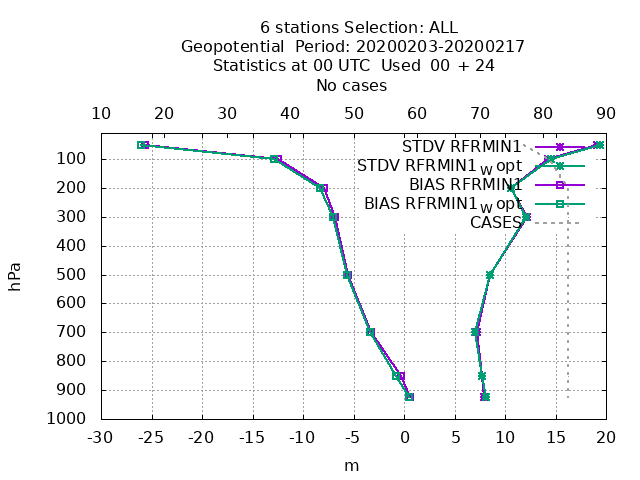 6 stations Selection: ALL
Geopotential  Period: 20200203-20200217
Statistics at 00 UTC  Used  00 + 24
No cases
10 20 30 40 50 60 70 80 90
STDV RFRMIN1
100
STDV RFRMIN1W opt
200
BIAS RFRMIN1
BIAS RFRMIN1W opt
300
CASES
400
hPa
500
600
700
800
900
1000
-30 -25 -20 -15 -10 -5 0 5 10 15 20
m